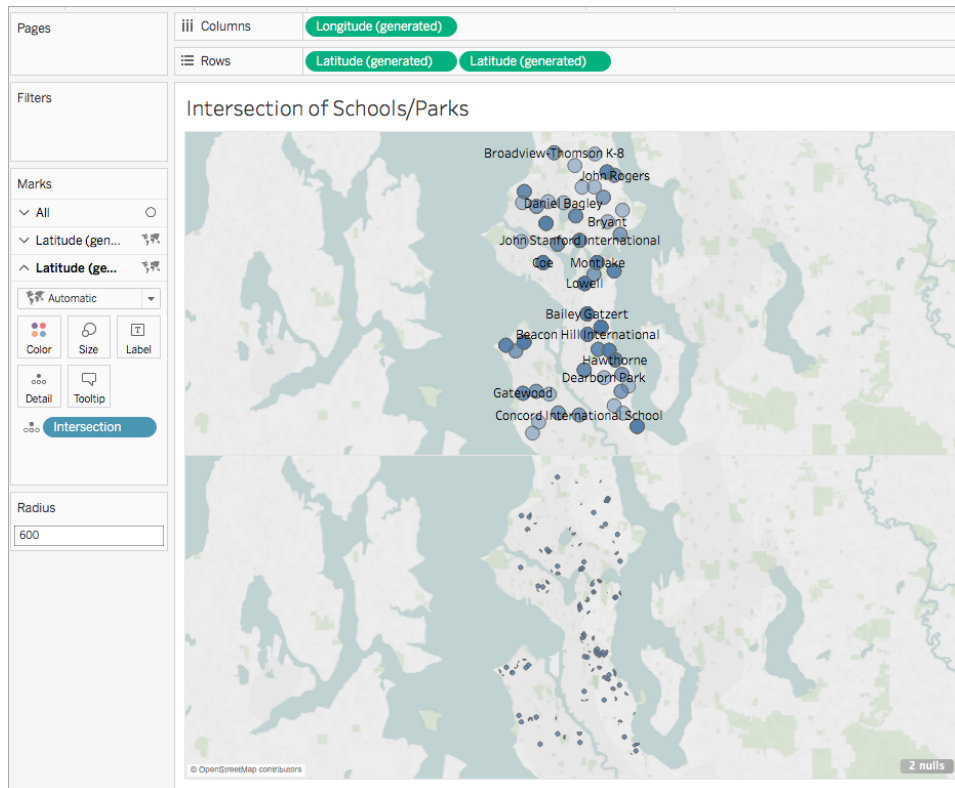 Pages
Columns
Longitude (generated)
Rows
Latitude (generated) Latitude (generated)
Filters
Intersection of Schools/Parks
Marks
All
Latitude (gen...
Latitude (ge...
Automatic
Color Size Label
Detail Tooltip
Intersection
Radius
600
Broadview-Thomson K-8
John Rogers
Daniel Bagley
Bryant
John Stanford International
Coe Montlake
Lowell
Bailey Gatzert
Beacon Hill International
Hawthorne
Dearborn Park
Gatewood
Concord International School
© OpenStreetMap contributors
2 nulls